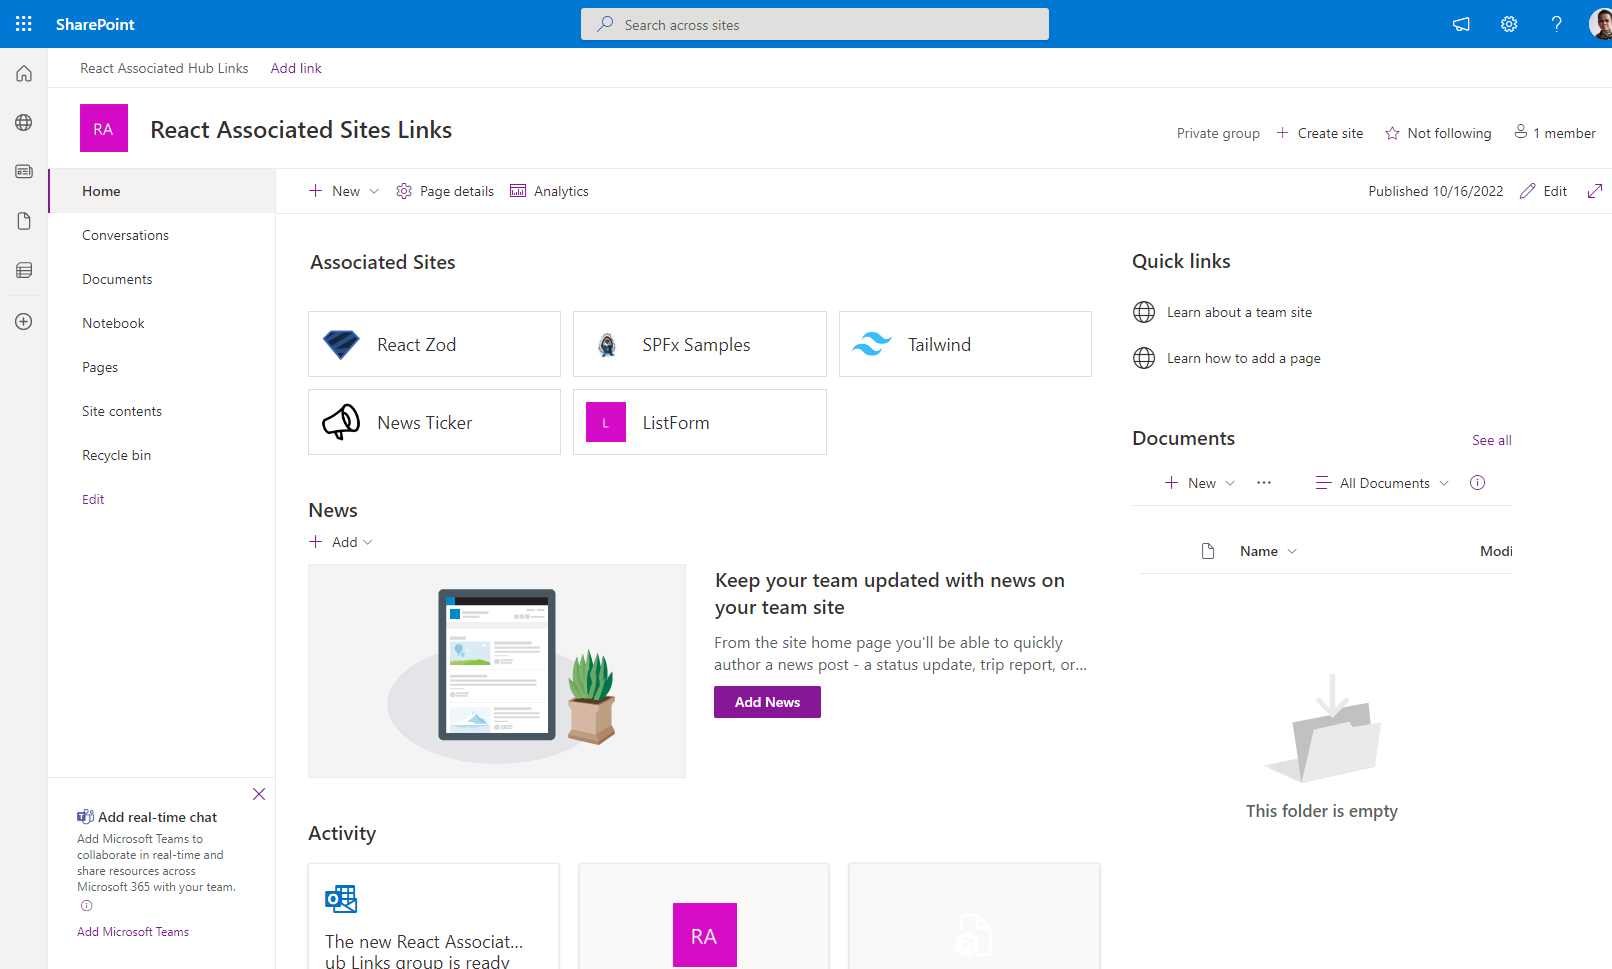 SharePoint
Search across sites
React Associated Hub Links Add link
RA
React Associated Sites Links
Private group Create site Not following 1 member
Home
Conversations
Documents
Notebook
Pages
Site contents
Recycle bin
Edit
New Page details Analytics
Published 10/16/2022 Edit
Associated Sites
React Zod
SPFx Samples
Tailwind
News Ticker
L
ListForm
News
Add
Keep your team updated with news on
your team site
From the site home page you'll be able to quickly
author a news post - a status update, trip report, or...
Add News
Activity
The new React Associat...
ub Links group is ready
RA
Quick links
Learn about a team site
Learn how to add a page
Documents
See all
New ··· All Documents
Name Modi
This folder is empty
Add real-time chat
Add Microsoft Teams to
collaborate in real-time and
share resources across
Microsoft 365 with your team.
Add Microsoft Teams